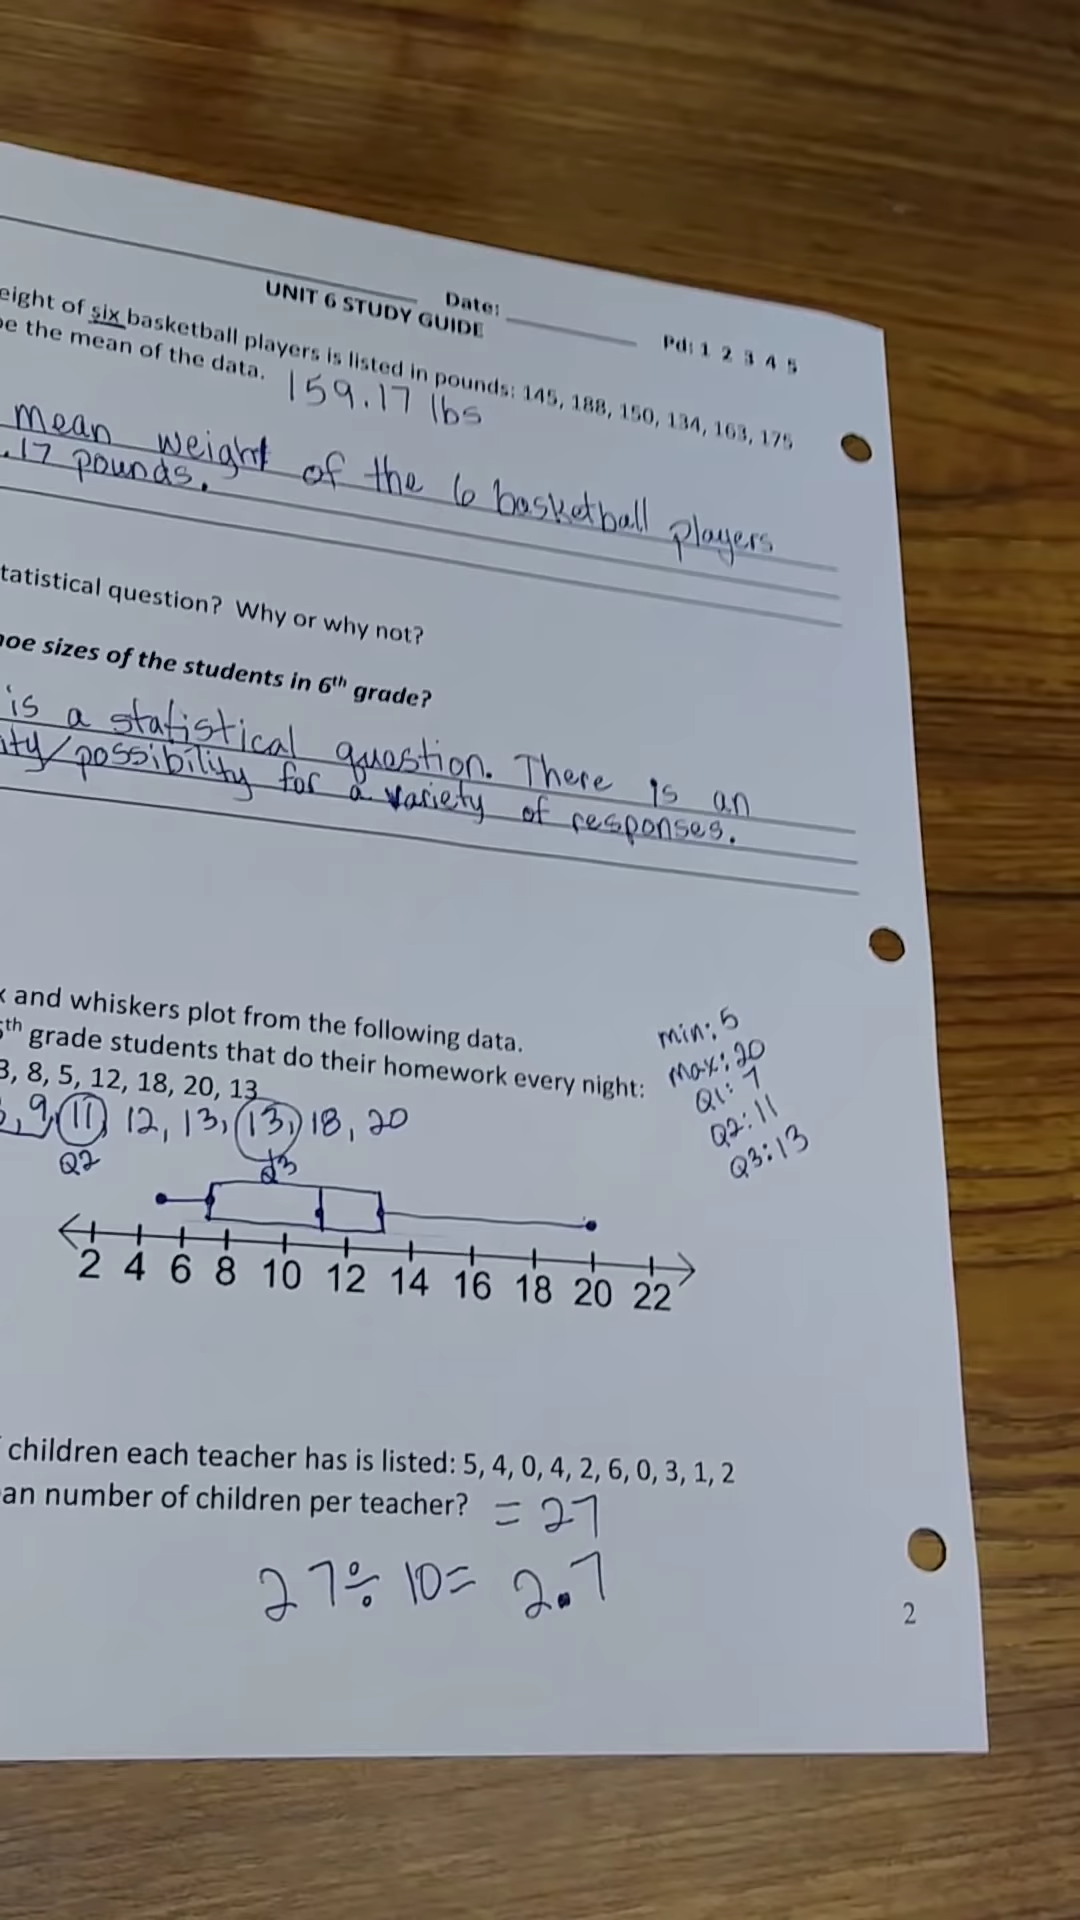 Date:
Pd: 1 2 3 4 5
UNIT 6 STUDY GUIDE
eight of six basketball players is listed in pounds: 145, 188, 150, 134, 163, 175
be the mean of the data. 159.17 lbs
mean weight of the 6 basketball players
.17 pounds.
tatistical question? Why or why not?
hoe sizes of the students in 6th grade?
is a statistical question. There is an
ity/possibility for a variety of responses.
x and whiskers plot from the following data.
th grade students that do their homework every night:
3, 8, 5, 12, 18, 20, 13
, 9, 11, 12, 13, 13, 18, 20
Q2
Q3
min: 5
max: 20
Q1: 7
Q2: 11
Q3: 13
2 4 6 8 10 12 14 16 18 20 22
children each teacher has is listed: 5, 4, 0, 4, 2, 6, 0, 3, 1, 2
an number of children per teacher? = 27
27 ÷ 10 = 2.7
2